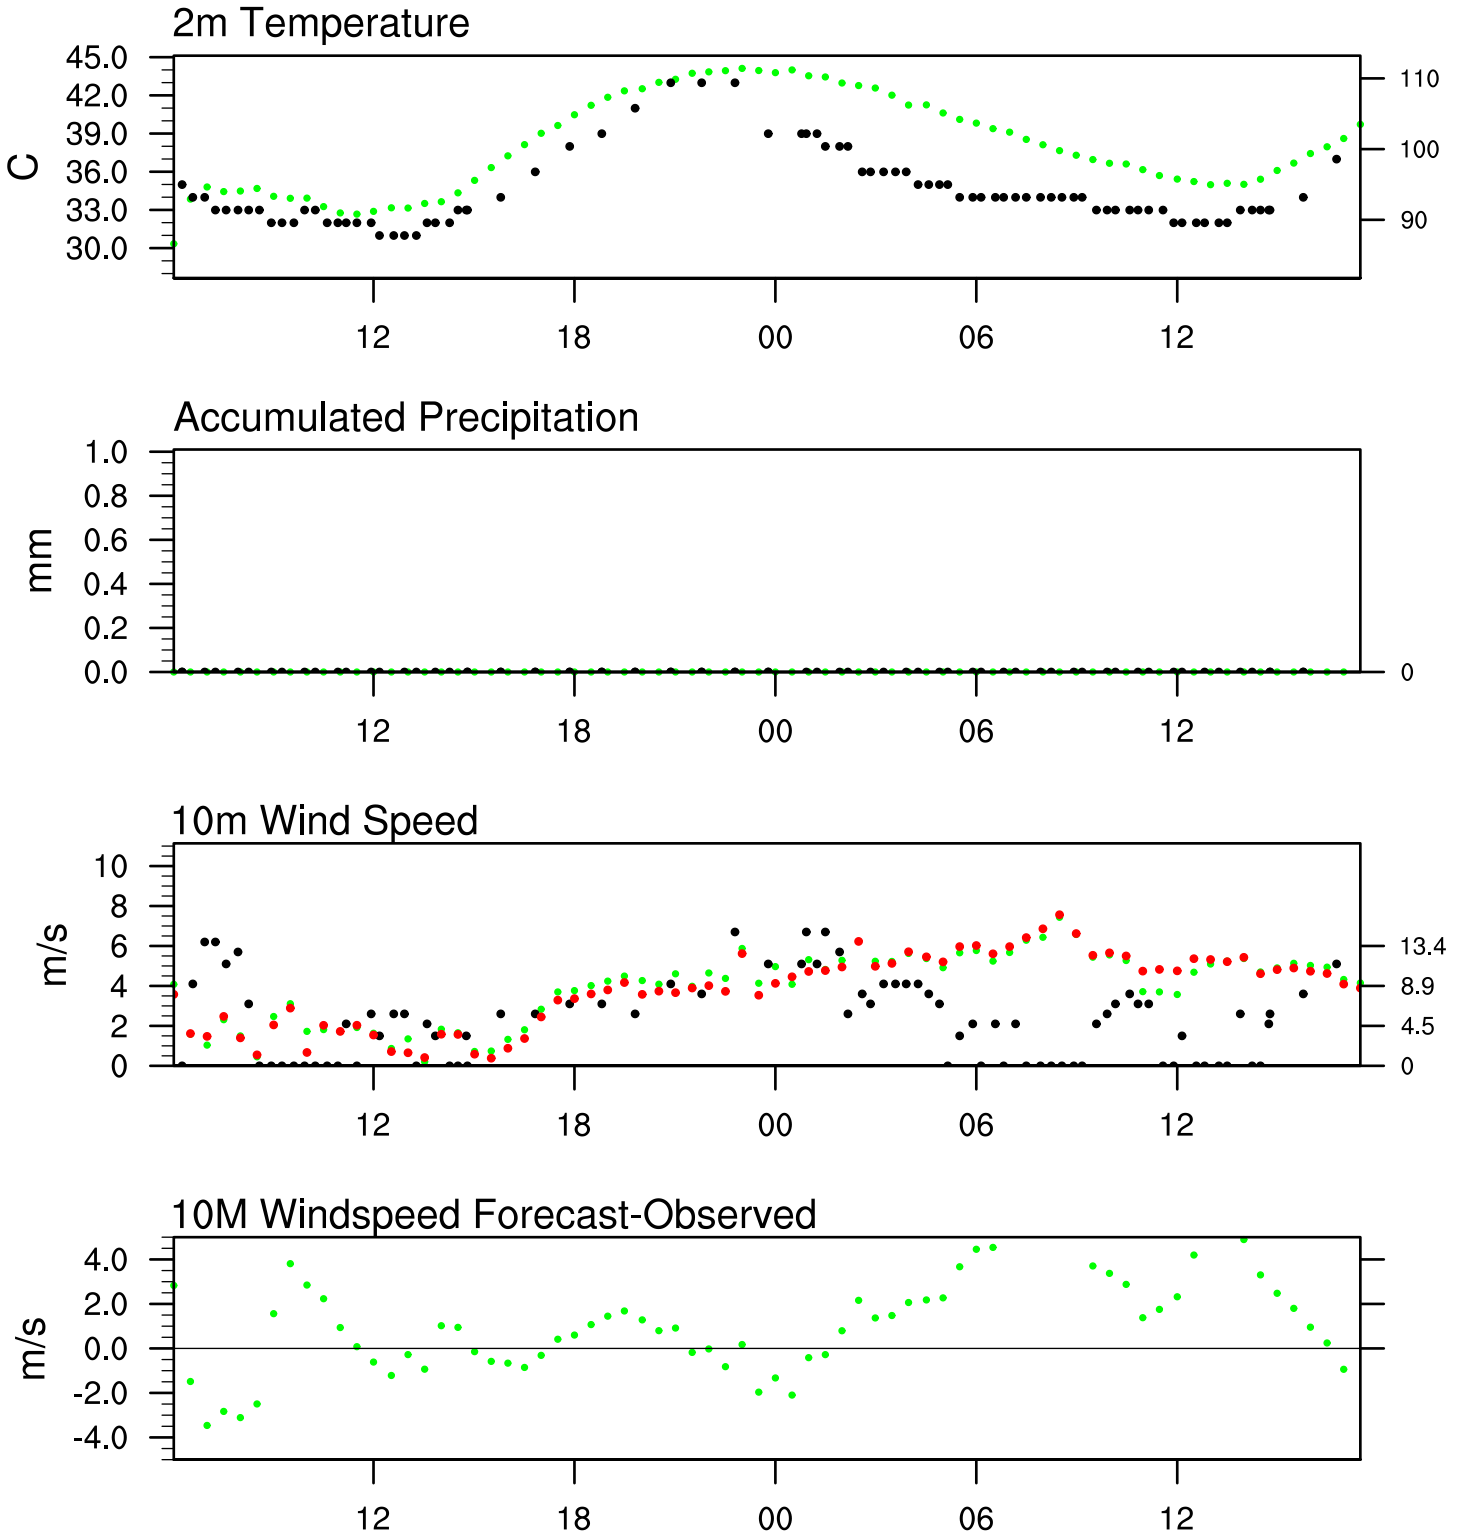 2m Temperature
45.0
42.0
39.0
36.0
33.0
30.0
C
110
100
90
12 18 00 06 12
Accumulated Precipitation
1.0
0.8
0.6
0.4
0.2
0.0
mm
0
12 18 00 06 12
10m Wind Speed
10
8
6
4
2
0
m/s
13.4
8.9
4.5
0
12 18 00 06 12
10M Windspeed Forecast-Observed
4.0
2.0
0.0
-2.0
-4.0
m/s
12 18 00 06 12